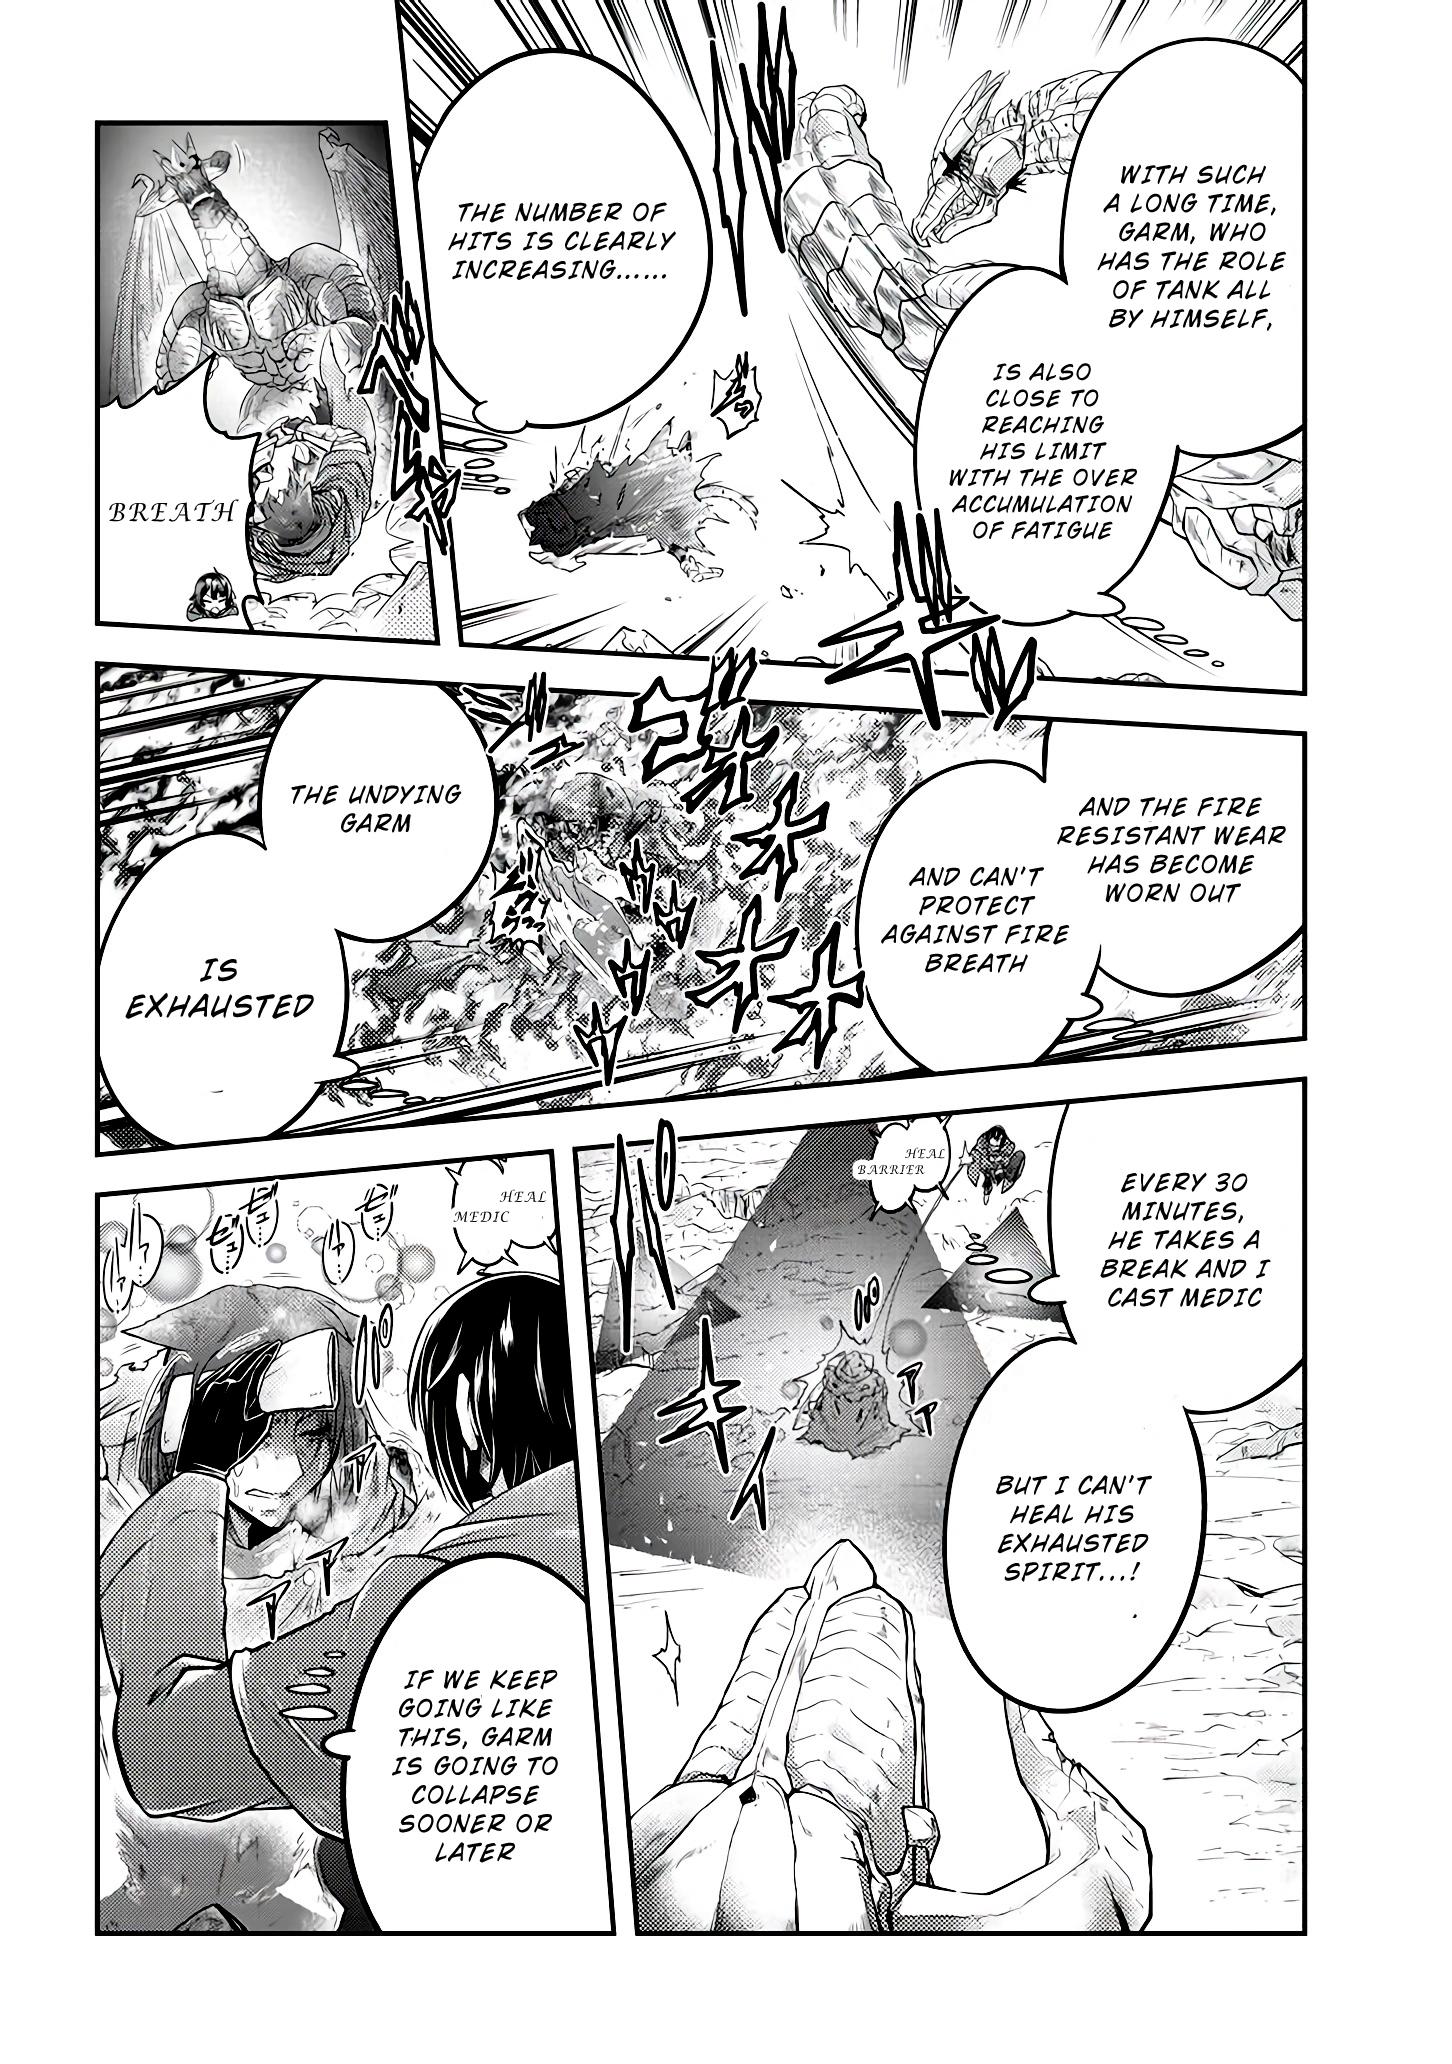 WITH SUCH
A LONG TIME,
GARM, WHO
HAS THE ROLE
OF TANK ALL
BY HIMSELF,
IS ALSO
CLOSE TO
REACHING
HIS LIMIT
WITH THE OVER
ACCUMULATION
OF FATIGUE
THE NUMBER OF
HITS IS CLEARLY
INCREASING......
BREATH
AND THE FIRE
RESISTANT WEAR
HAS BECOME
WORN OUT
AND CAN'T
PROTECT
AGAINST FIRE
BREATH
THE UNDYING
GARM
IS
EXHAUSTED
EVERY 30
MINUTES,
HE TAKES A
BREAK AND I
CAST MEDIC
HEAL
BARRIER
BUT I CAN'T
HEAL HIS
EXHAUSTED
SPIRIT...!
HEAL
MEDIC
IF WE KEEP
GOING LIKE
THIS, GARM
IS GOING TO
COLLAPSE
SOONER OR
LATER